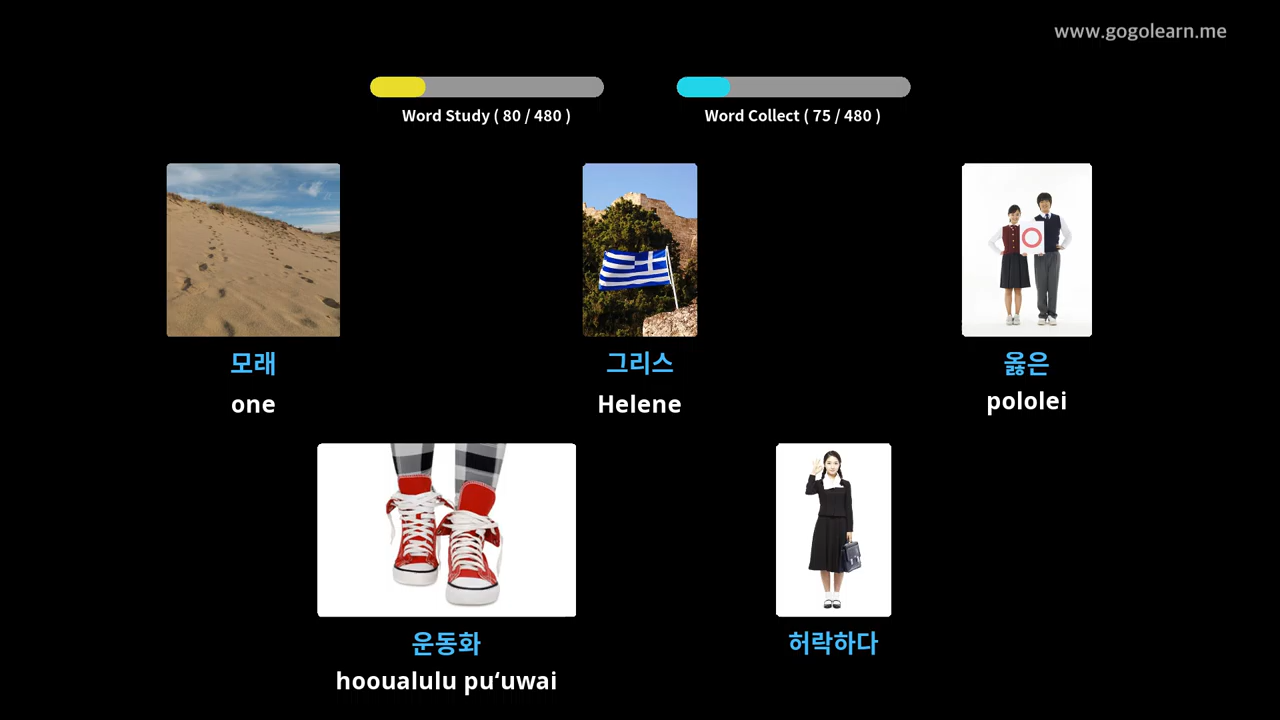 www.gogolearn.me
Word Study ( 80 / 480 )
Word Collect ( 75 / 480 )
모래
one
그리스
Helene
옳은
pololei
운동화
hooualulu puʻuwai
허락하다